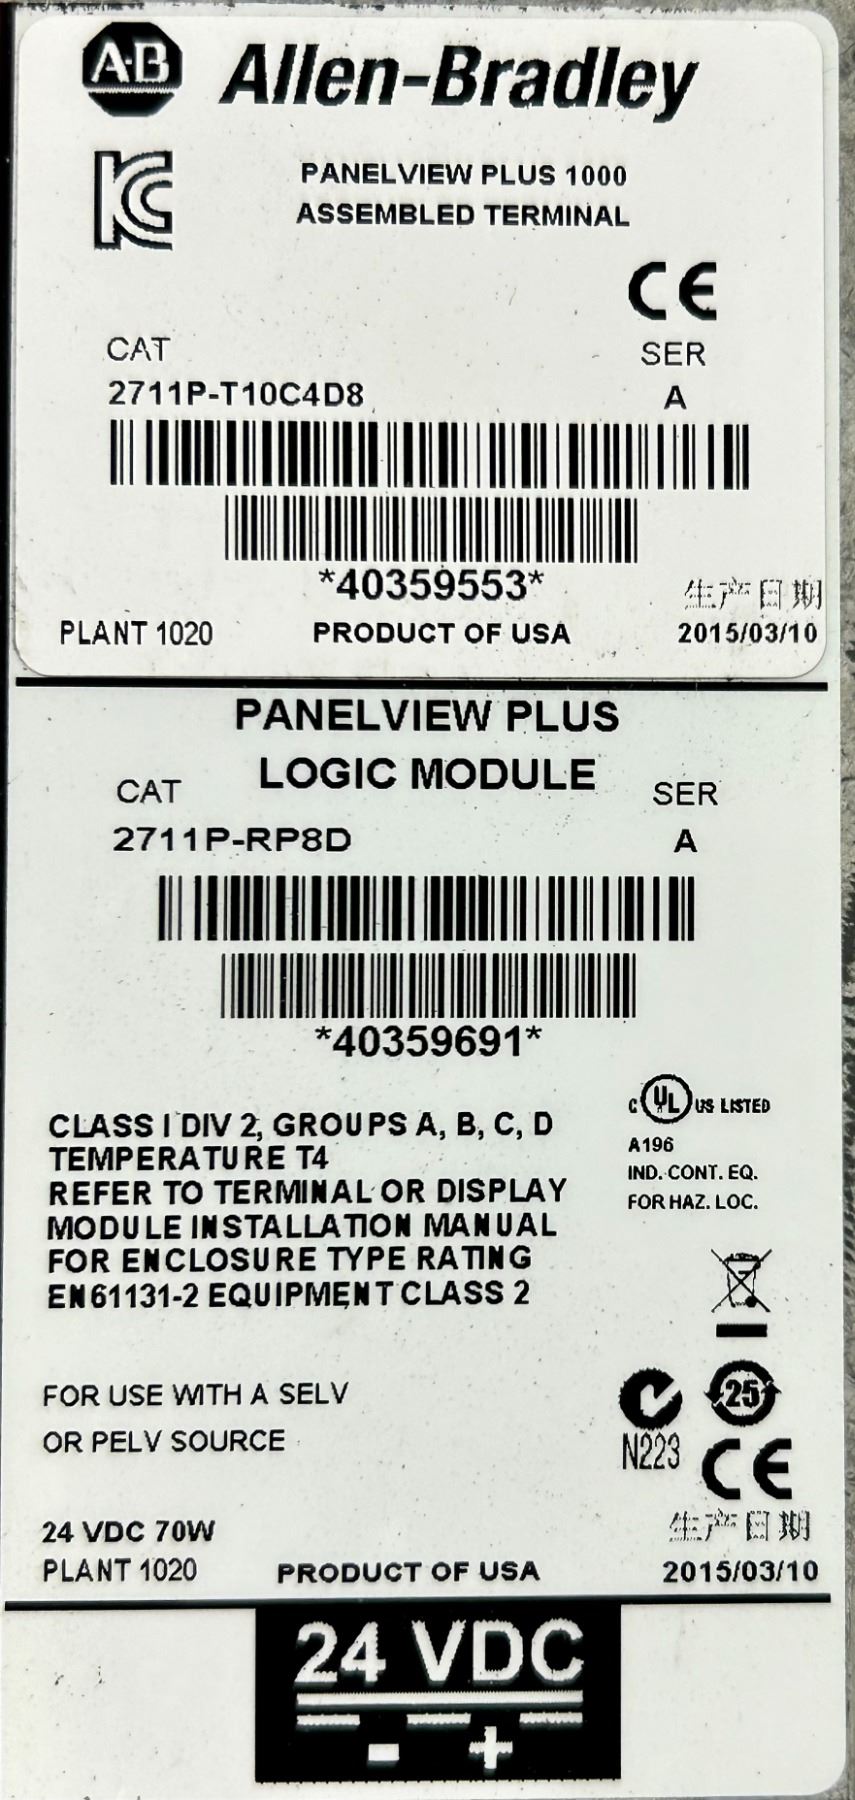 A-B Allen-Bradley
PANELVIEW PLUS 1000
ASSEMBLED TERMINAL
CE
CAT SER
2711P-T10C4D8 A
*40359553*
生产日期
PLANT 1020 PRODUCT OF USA 2015/03/10
PANELVIEW PLUS
LOGIC MODULE
CAT SER
2711P-RP8D A
*40359691*
C UL US LISTED
A196
IND. CONT. EQ.
FOR HAZ. LOC.
CLASS I DIV 2, GROUPS A, B, C, D
TEMPERATURE T4
REFER TO TERMINAL OR DISPLAY
MODULE INSTALLATION MANUAL
FOR ENCLOSURE TYPE RATING
EN61131-2 EQUIPMENT CLASS 2
FOR USE WITH A SELV
OR PELV SOURCE
25
N223
CE
生产日期
24 VDC 70W
PLANT 1020 PRODUCT OF USA 2015/03/10
24 VDC
- +